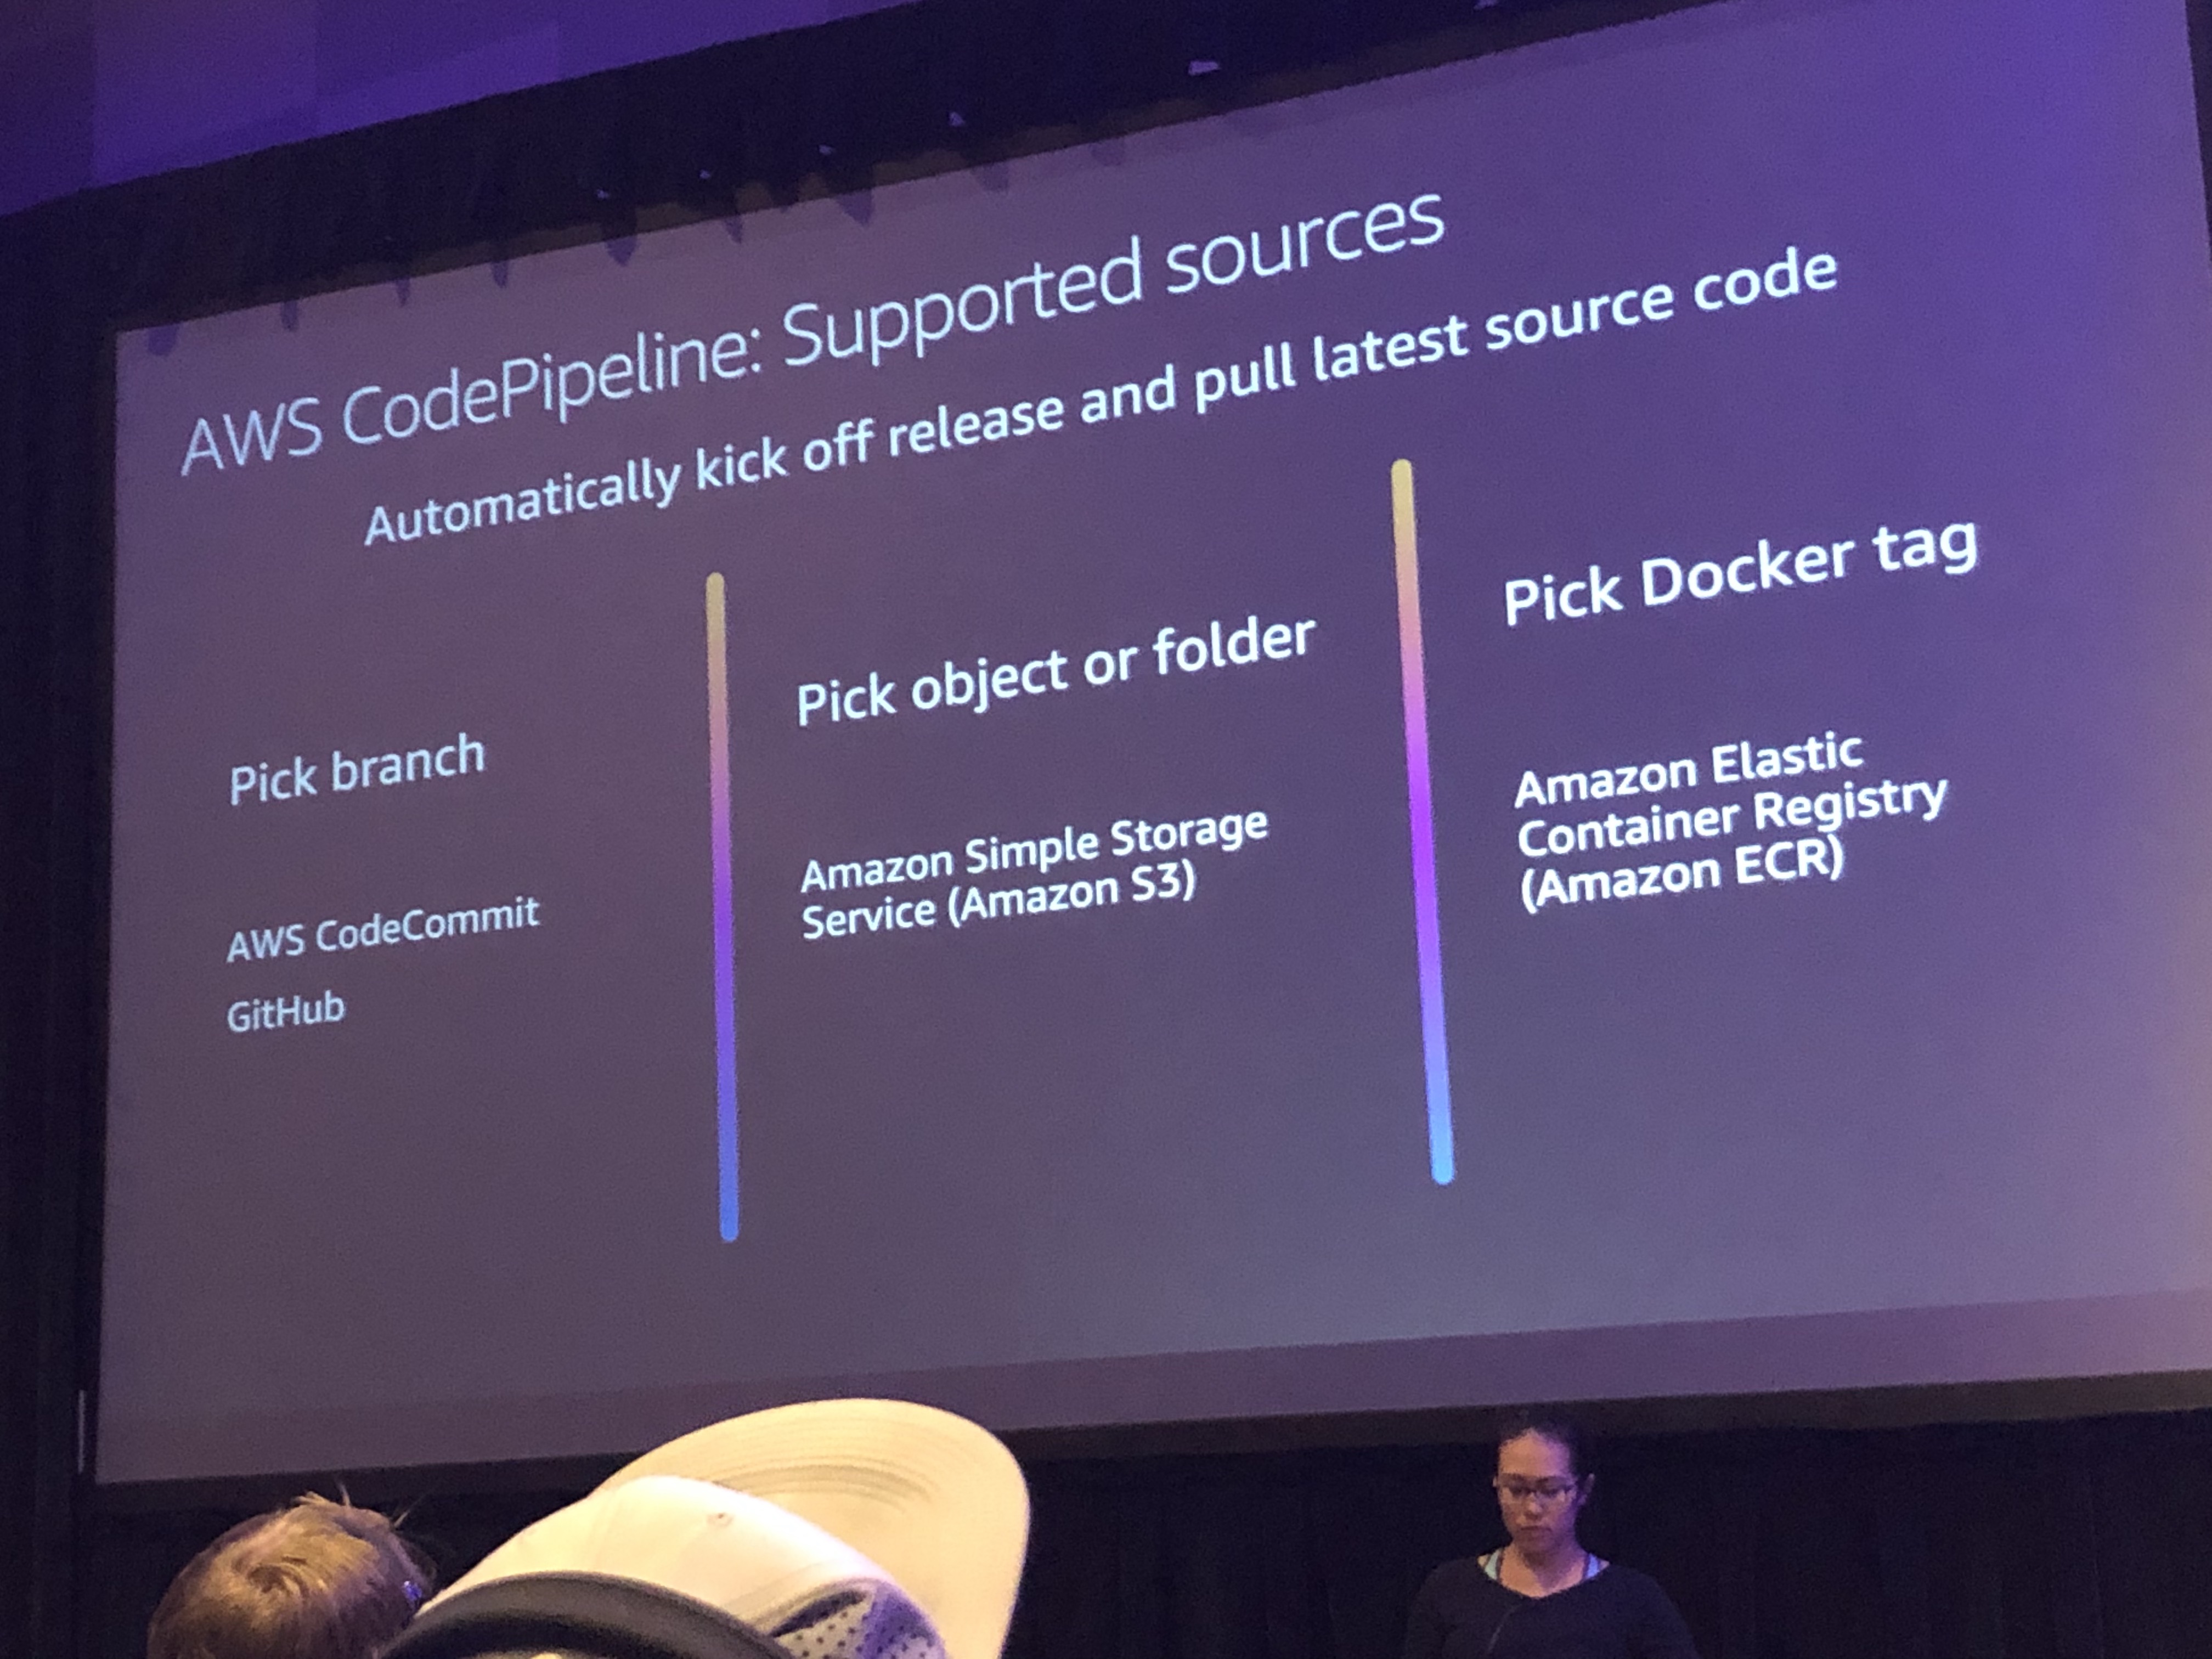 AWS CodePipeline: Supported sources
Automatically kick off release and pull latest source code
Pick branch
AWS CodeCommit
GitHub
Pick object or folder
Amazon Simple Storage
Service (Amazon S3)
Pick Docker tag
Amazon Elastic
Container Registry
(Amazon ECR)